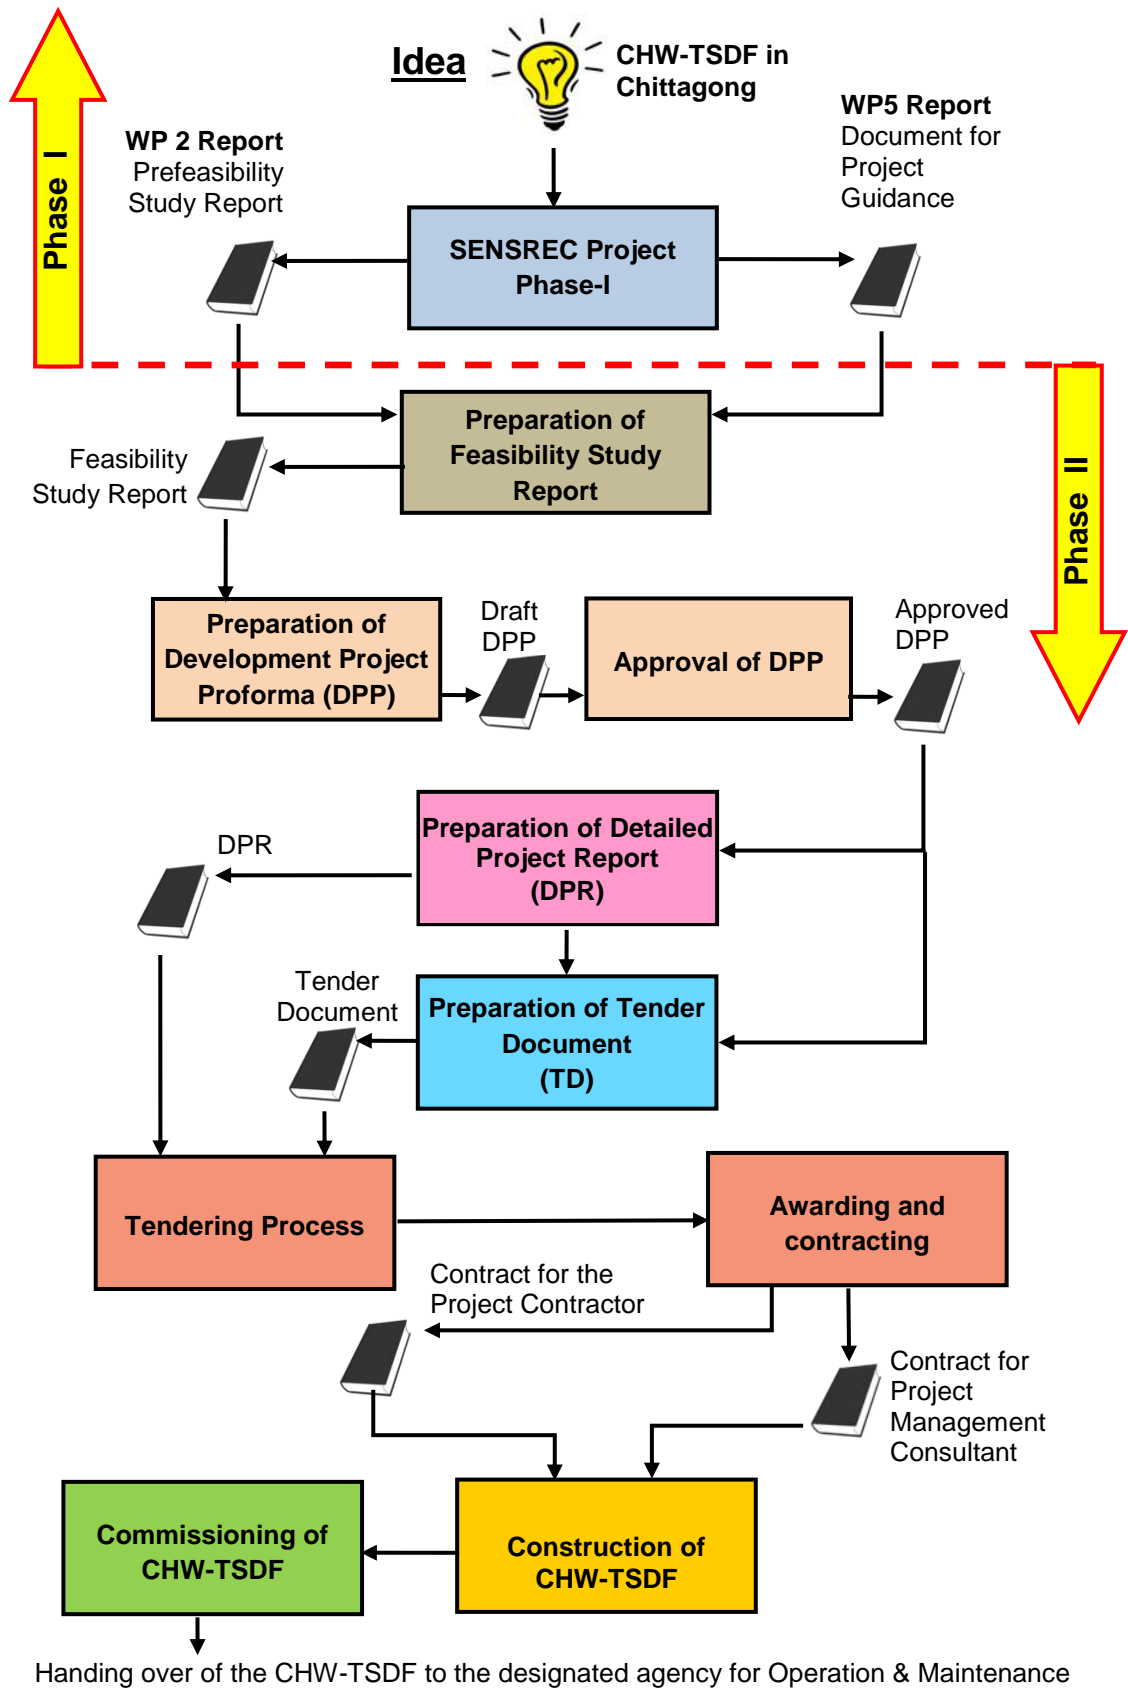 Idea
CHW-TSDF in
Chittagong
WP 2 Report
Prefeasibility
Study Report
WP5 Report
Document for
Project
Guidance
Phase I
SENSREC Project
Phase-I
Preparation of
Feasibility Study
Report
Feasibility
Study Report
Phase II
Preparation of
Development Project
Proforma (DPP)
Draft
DPP
Approval of DPP
Approved
DPP
Preparation of Detailed
Project Report
(DPR)
DPR
Tender
Document
Preparation of Tender
Document
(TD)
Tendering Process
Awarding and
contracting
Contract for the
Project Contractor
Contract for
Project
Management
Consultant
Commissioning of
CHW-TSDF
Construction of
CHW-TSDF
Handing over of the CHW-TSDF to the designated agency for Operation & Maintenance